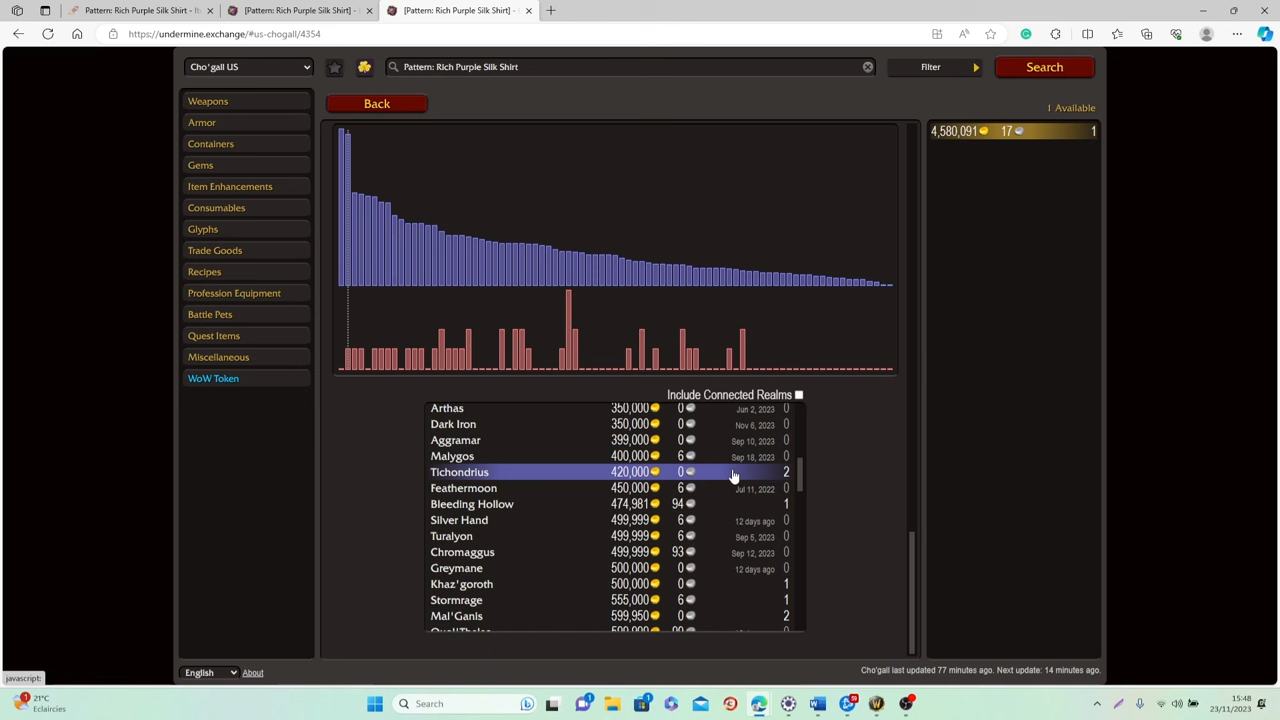 Pattern: Rich Purple Silk Shirt - It
[Pattern: Rich Purple Silk Shirt] -
[Pattern: Rich Purple Silk Shirt] -
https://undermine.exchange/#us-chogall/4354
Cho'gall US
Pattern: Rich Purple Silk Shirt
Filter
Search
Back
1 Available
4,580,091 17 1
Weapons
Armor
Containers
Gems
Item Enhancements
Consumables
Glyphs
Trade Goods
Recipes
Profession Equipment
Battle Pets
Quest Items
Miscellaneous
WoW Token
Include Connected Realms
Arthas 350,000 0 Jun 2, 2023 0
Dark Iron 350,000 0 Nov 6, 2023 0
Aggramar 399,000 0 Sep 10, 2023 0
Malygos 400,000 6 Sep 18, 2023 0
Tichondrius 420,000 0 2
Feathermoon 450,000 6 Jul 11, 2022 0
Bleeding Hollow 474,981 94 1
Silver Hand 499,999 6 12 days ago 0
Turalyon 499,999 6 Sep 5, 2023 0
Chromaggus 499,999 93 Sep 12, 2023 0
Greymane 500,000 0 12 days ago 0
Khaz'goroth 500,000 0 1
Stormrage 555,000 6 1
Mal'Ganis 599,950 0 2
Quel'Thalas 599,999 99
English
About
Cho'gall last updated 77 minutes ago. Next update: 14 minutes ago.
javascript:
21°C
Eclaircies
Search
15:48
23/11/2023